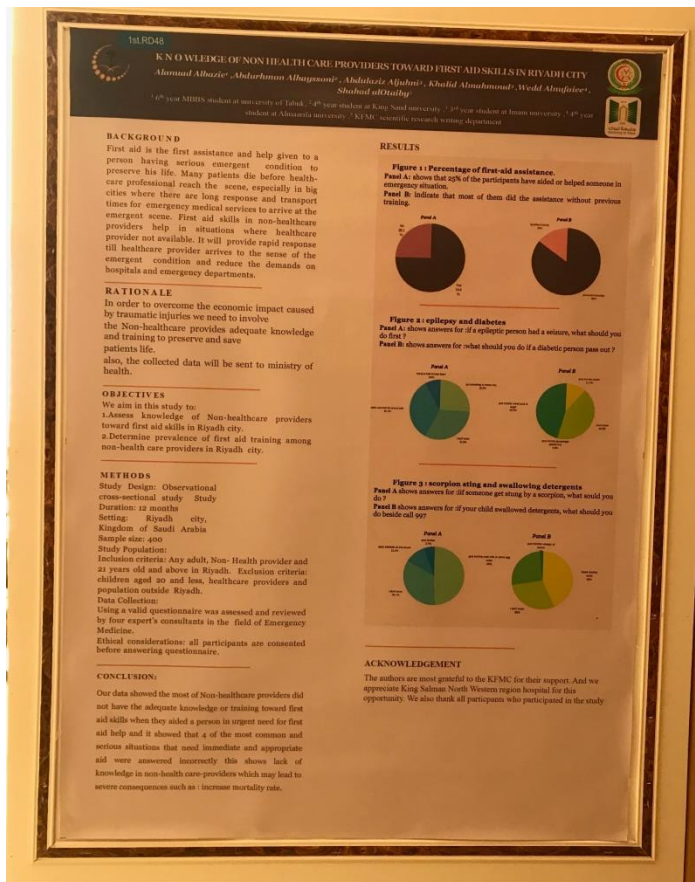 1st.RD48
K N O WLEDGE OF NON HEALTH CARE PROVIDERS TOWARD FIRST AID SKILLS IN RIYADH CITY
Shahad alOtaiby
student at Almaarefa university , KFMC scientific research writing department
BACKGROUND
First aid is the first assistance and help given to a
person having serious emergent condition to
preserve his life. Many patients die before health-
care professional reach the scene, especially in big
cities where there are long response and transport
times for emergency medical services to arrive at the
emergent scene. First aid skills in non-healthcare
providers help in situations where healthcare
provider not available. It will provide rapid response
till healthcare provider arrives to the sense of the
emergent condition and reduce the demands on
hospitals and emergency departments.
RATIONALE
In order to overcome the economic impact caused
by traumatic injuries we need to involve
the Non-healthcare provides adequate knowledge
and training to preserve and save
patients life.
also, the collected data will be sent to ministry of
health.
OBJECTIVES
We aim in this study to:
1.Assess knowledge of Non-healthcare providers
toward first aid skills in Riyadh city.
2.Determine prevalence of first aid training among
non-health care providers in Riyadh city.
METHODS
Study Design: Observational
cross-sectional study Study
Duration: 12 months
Setting: Riyadh city,
Kingdom of Saudi Arabia
Sample size: 400
Study Population:
Inclusion criteria: Any adult, Non- Health provider and
21 years old and above in Riyadh. Exclusion criteria:
children aged 20 and less, healthcare providers and
population outside Riyadh.
Data Collection:
Using a valid questionnaire was assessed and reviewed
by four expert's consultants in the field of Emergency
Medicine.
Ethical considerations: all participants are consented
before answering questionnaire.
CONCLUSION:
Our data showed the most of Non-healthcare providers did
not have the adequate knowledge or training toward first
aid skills when they aided a person in urgent need for first
aid help and it showed that 4 of the most common and
serious situations that need immediate and appropriate
aid were answered incorrectly this shows lack of
knowledge in non-health care-providers which may lead to
severe consequences such as : increase mortality rate.
RESULTS
Figure 1 : Percentage of first-aid assistance.
Panel A: shows that 25% of the participants have aided or helped someone in
emergency situation.
Panel B: indicate that most of them did the assistance without previous
training.
Panel A
Panel B
Figure 2 : epilepsy and diabetes
Panel A: shows answers for :if a epileptic person had a seizure, what should you
do first ?
Panel B: shows answers for :what should you do if a diabetic person pass out ?
Panel A
Panel B
Figure 3 : scorpion sting and swallowing detergents
Panel A shows answers for :if someone get stung by a scorpion, what sould you
do ?
Panel B shows answers for :if your child swallowed detergents, what should you
do beside call 997
Panel A
Panel B
ACKNOWLEDGEMENT
The authors are most grateful to the KFMC for their support. And we
appreciate King Salman North Western region hospital for this
opportunity. We also thank all particpants who participated in the study